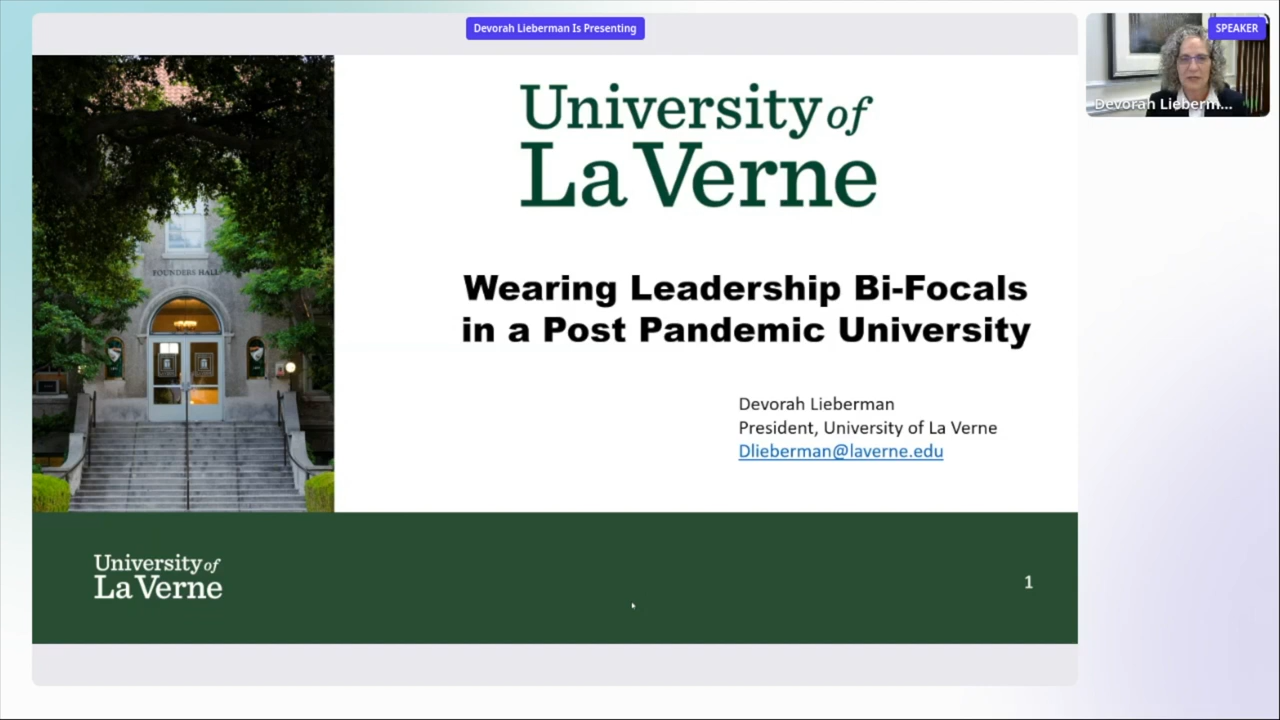 Devorah Lieberman Is Presenting
SPEAKER
Devorah Lieberm...
University of
La Verne
FOUNDERS HALL
Wearing Leadership Bi-Focals
in a Post Pandemic University
Devorah Lieberman
President, University of La Verne
Dlieberman@laverne.edu
University of
La Verne
1